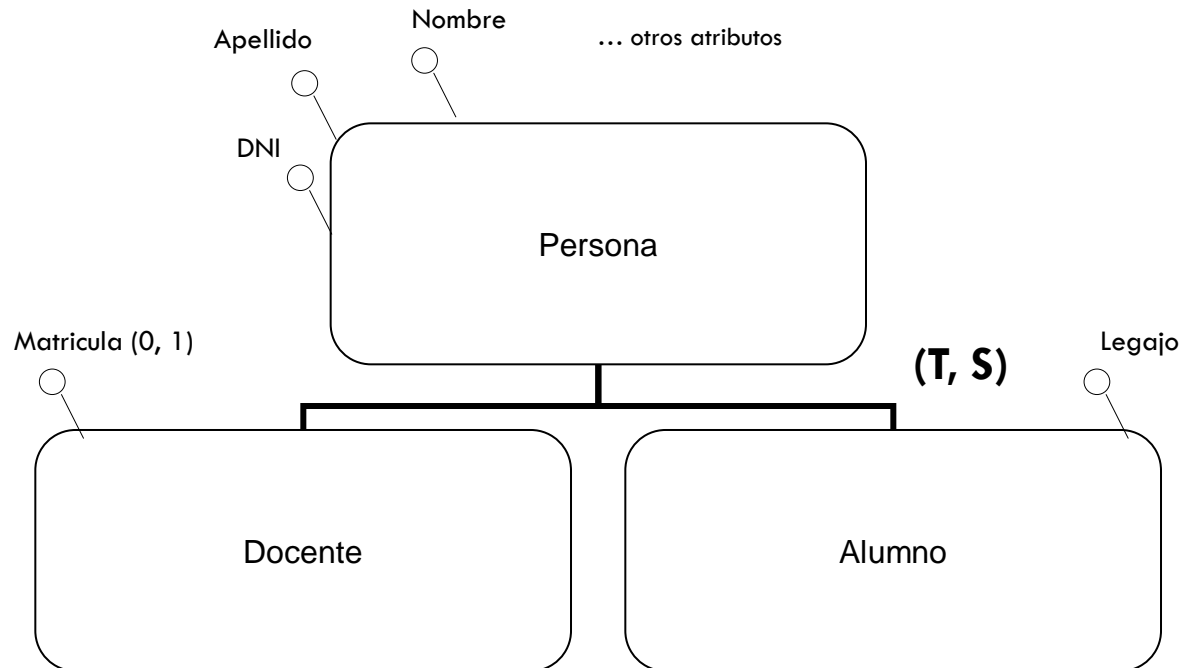 Nombre
Apellido
... otros atributos
DNI
Persona
Matricula (0, 1)
(T, S)
Legajo
Docente
Alumno